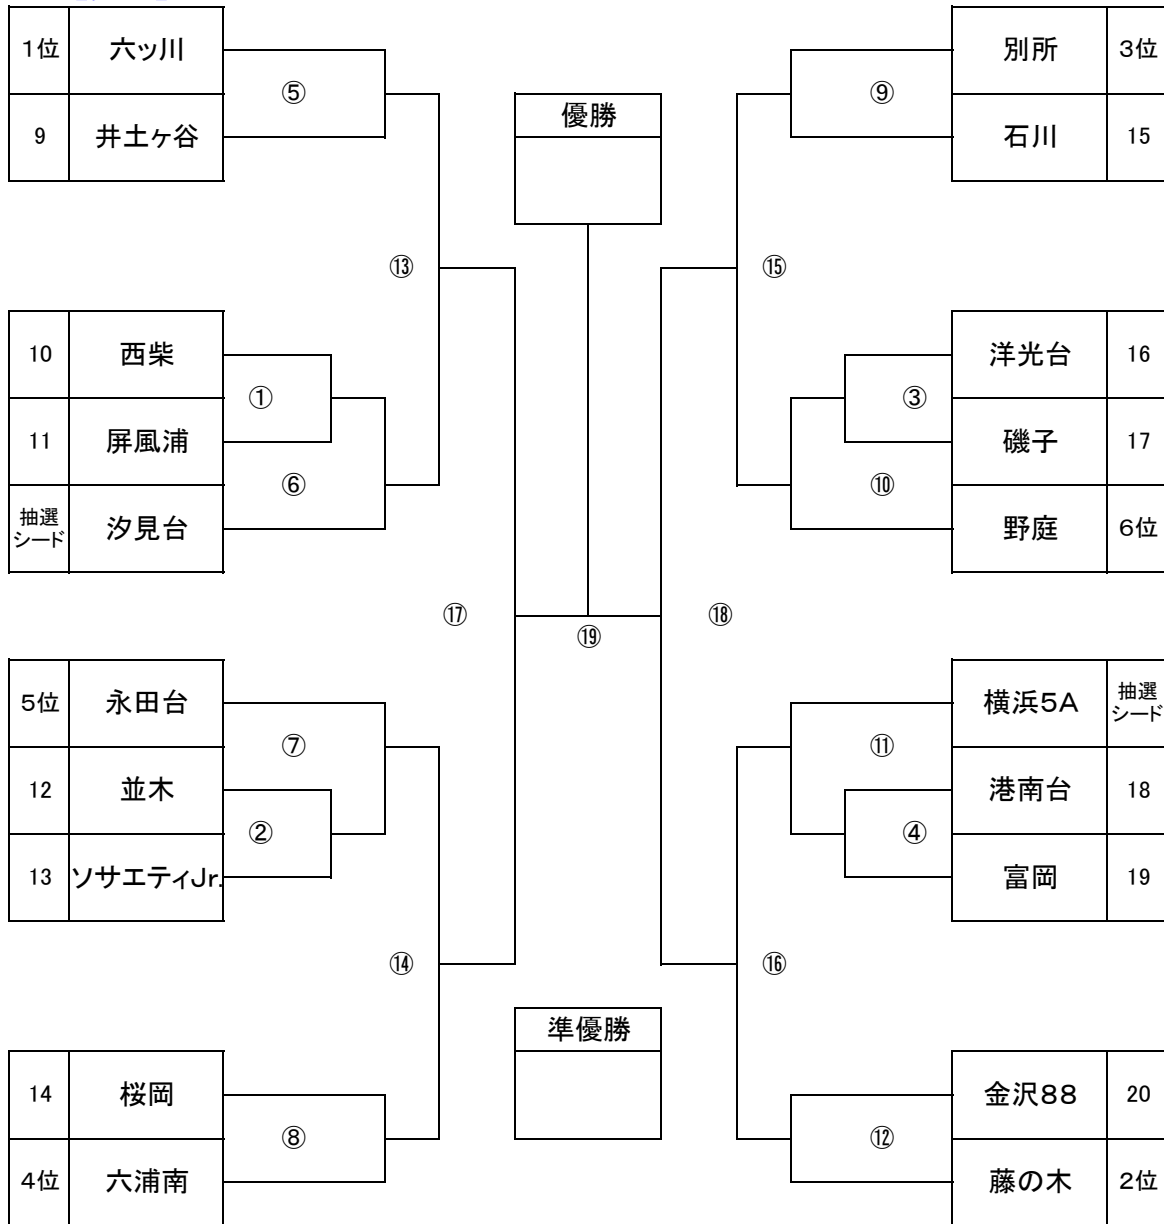 1位 六ッ川
⑤
9 井土ヶ谷
⑬
10 西柴
①
11 屏風浦
⑥
抽選
シード
汐見台
⑰
5位 永田台
⑦
12 並木
②
13 ソサエティJr.
⑭
14 桜岡
⑧
4位 六浦南
優勝
⑲
準優勝
別所 3位
⑨
石川 15
⑮
洋光台 16
③
磯子 17
⑩
野庭 6位
⑱
横浜5A
抽選
シード
⑪
港南台 18
④
富岡 19
⑯
金沢88 20
⑫
藤の木 2位